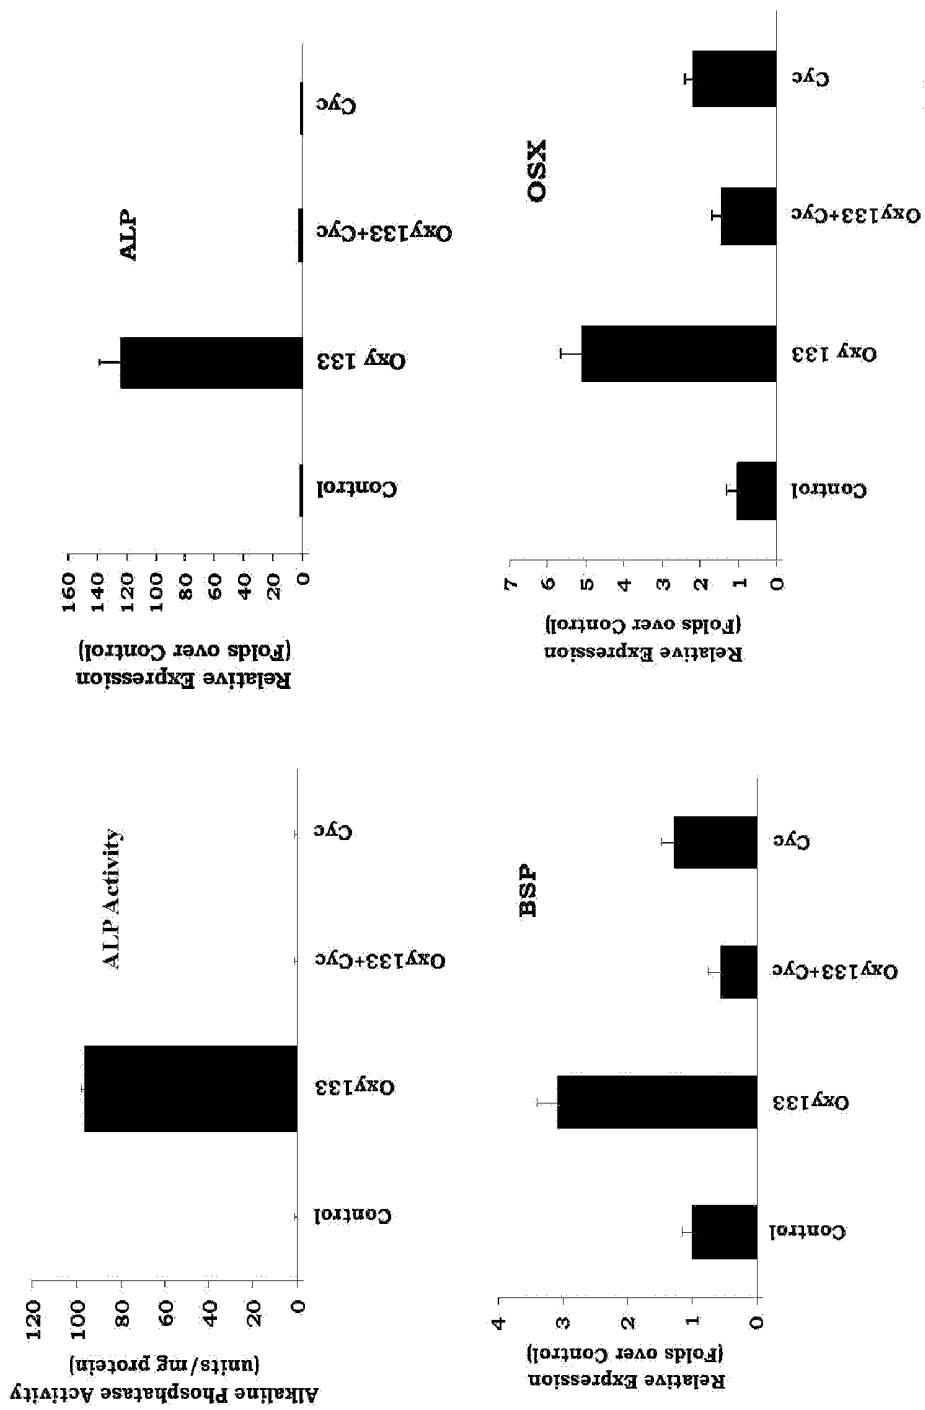 ALP Activity
Alkaline Phosphatase Activity
(units/mg protein)
120
100
80
60
40
20
0
Control
Oxy133
Oxy133+Cyc
Cyc
ALP
Relative Expression
(Folds over Control)
160
140
120
100
80
60
40
20
0
Control
Oxy 133
Oxy133+Cyc
Cyc
BSP
Relative Expression
(Folds over Control)
4
3
2
1
0
Control
Oxy133
Oxy133+Cyc
Cyc
OSX
Relative Expression
(Folds over Control)
7
6
5
4
3
2
1
0
Control
Oxy 133
Oxy133+Cyc
Cyc